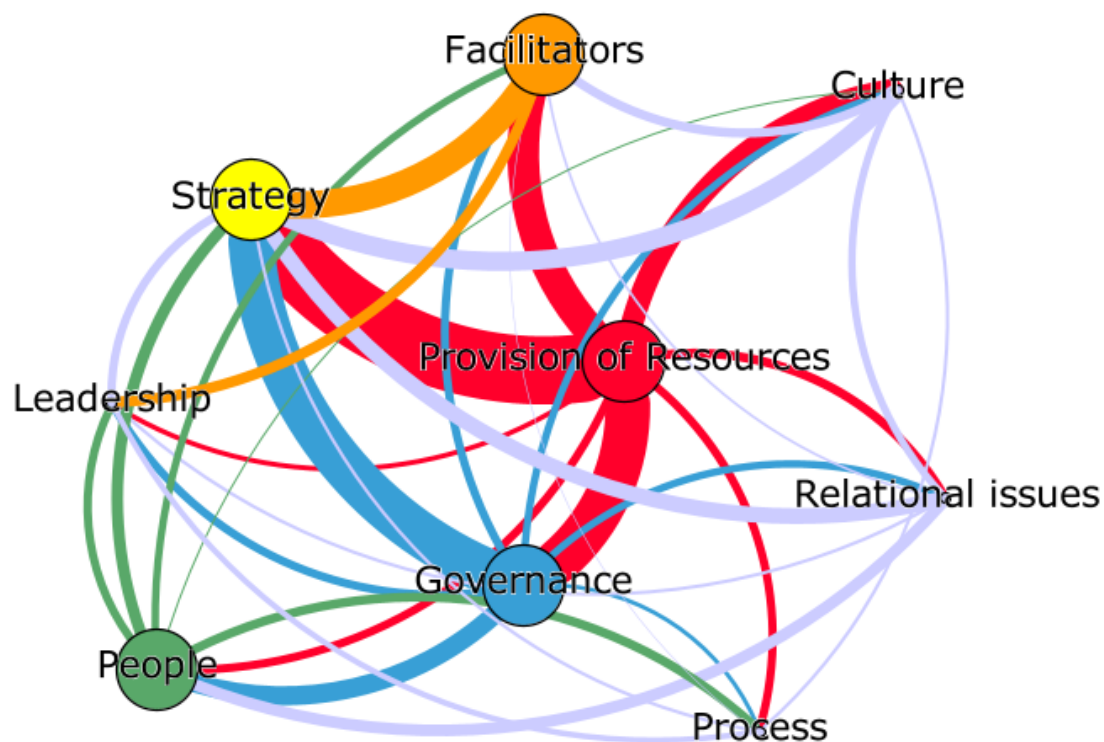 Facilitators
Culture
Strategy
Provision of Resources
Leadership
Relational issues
Governance
People
Process